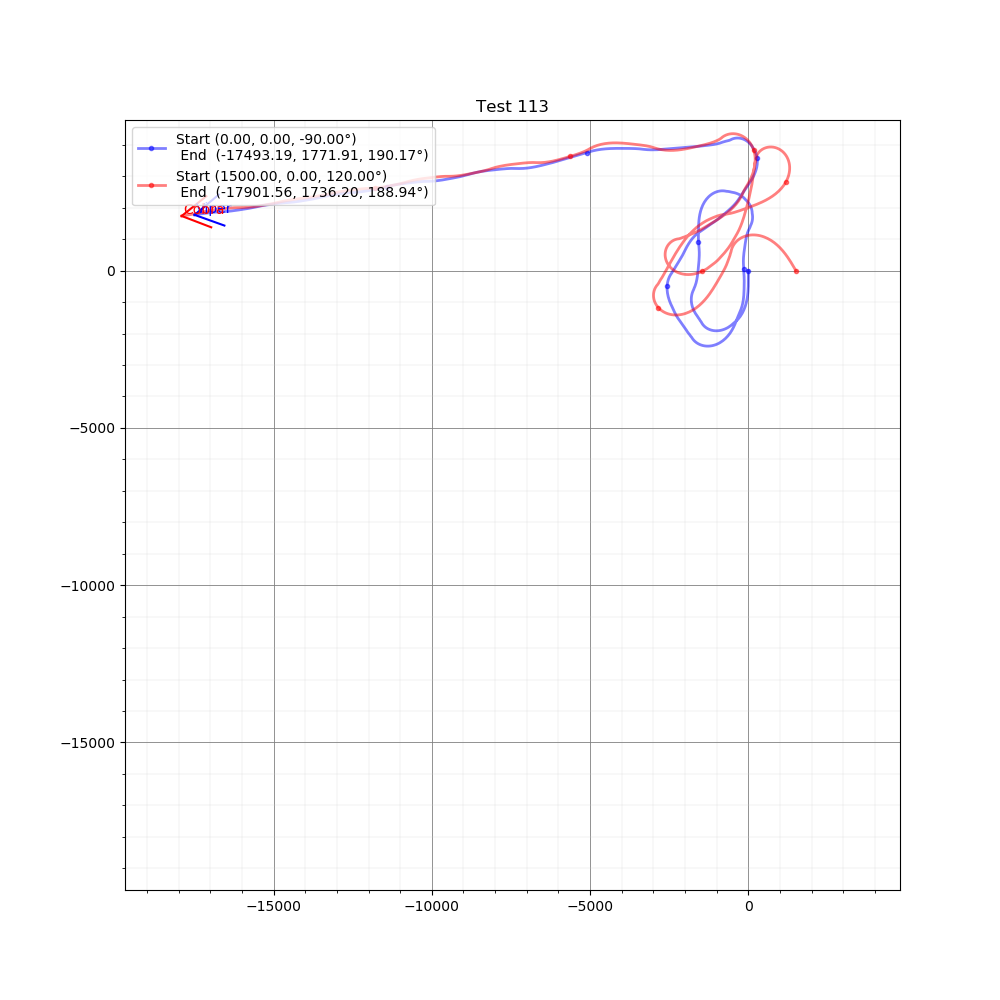 Test 113
Start (0.00, 0.00, -90.00°)
End  (-17493.19, 1771.91, 190.17°)
Start (1500.00, 0.00, 120.00°)
End  (-17901.56, 1736.20, 188.94°)
0
−5000
−10000
−15000
−15000
−10000
−5000
0